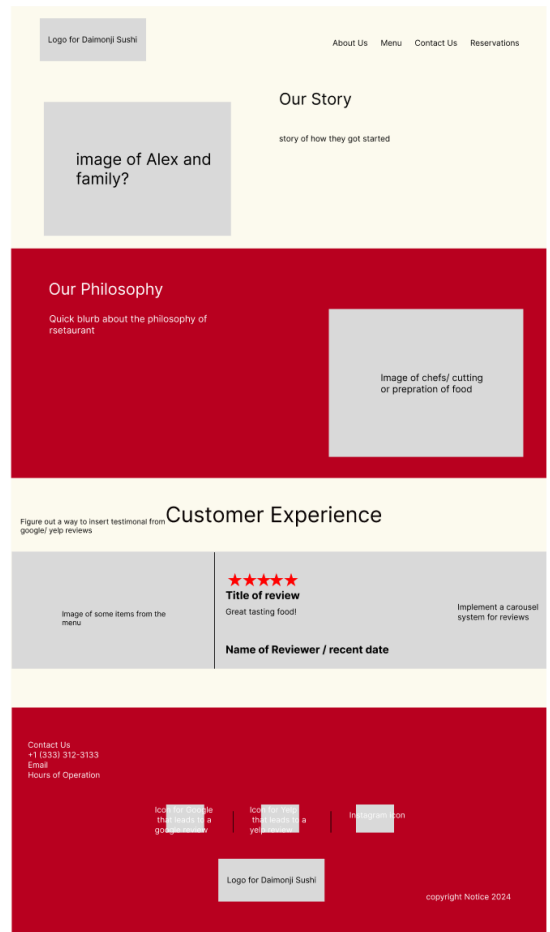 Logo for Daimonji Sushi
About Us
Menu
Contact Us
Reservations
Our Story
story of how they got started
image of Alex and
family?
Our Philosophy
Quick blurb about the philosophy of
rsetaurant
Image of chefs/ cutting
or prepration of food
Customer Experience
Figure out a way to insert testimonal from
google/ yelp reviews
Image of some items from the
menu
Title of review
Great tasting food!
Name of Reviewer / recent date
Implement a carousel
system for reviews
Contact Us
+1 (333) 312-3133
Email
Hours of Operation
Icon for Google
that leads to a
google review
Icon for Yelp
that leads to a
yelp review
Instagram icon
Logo for Daimonji Sushi
copyright Notice 2024